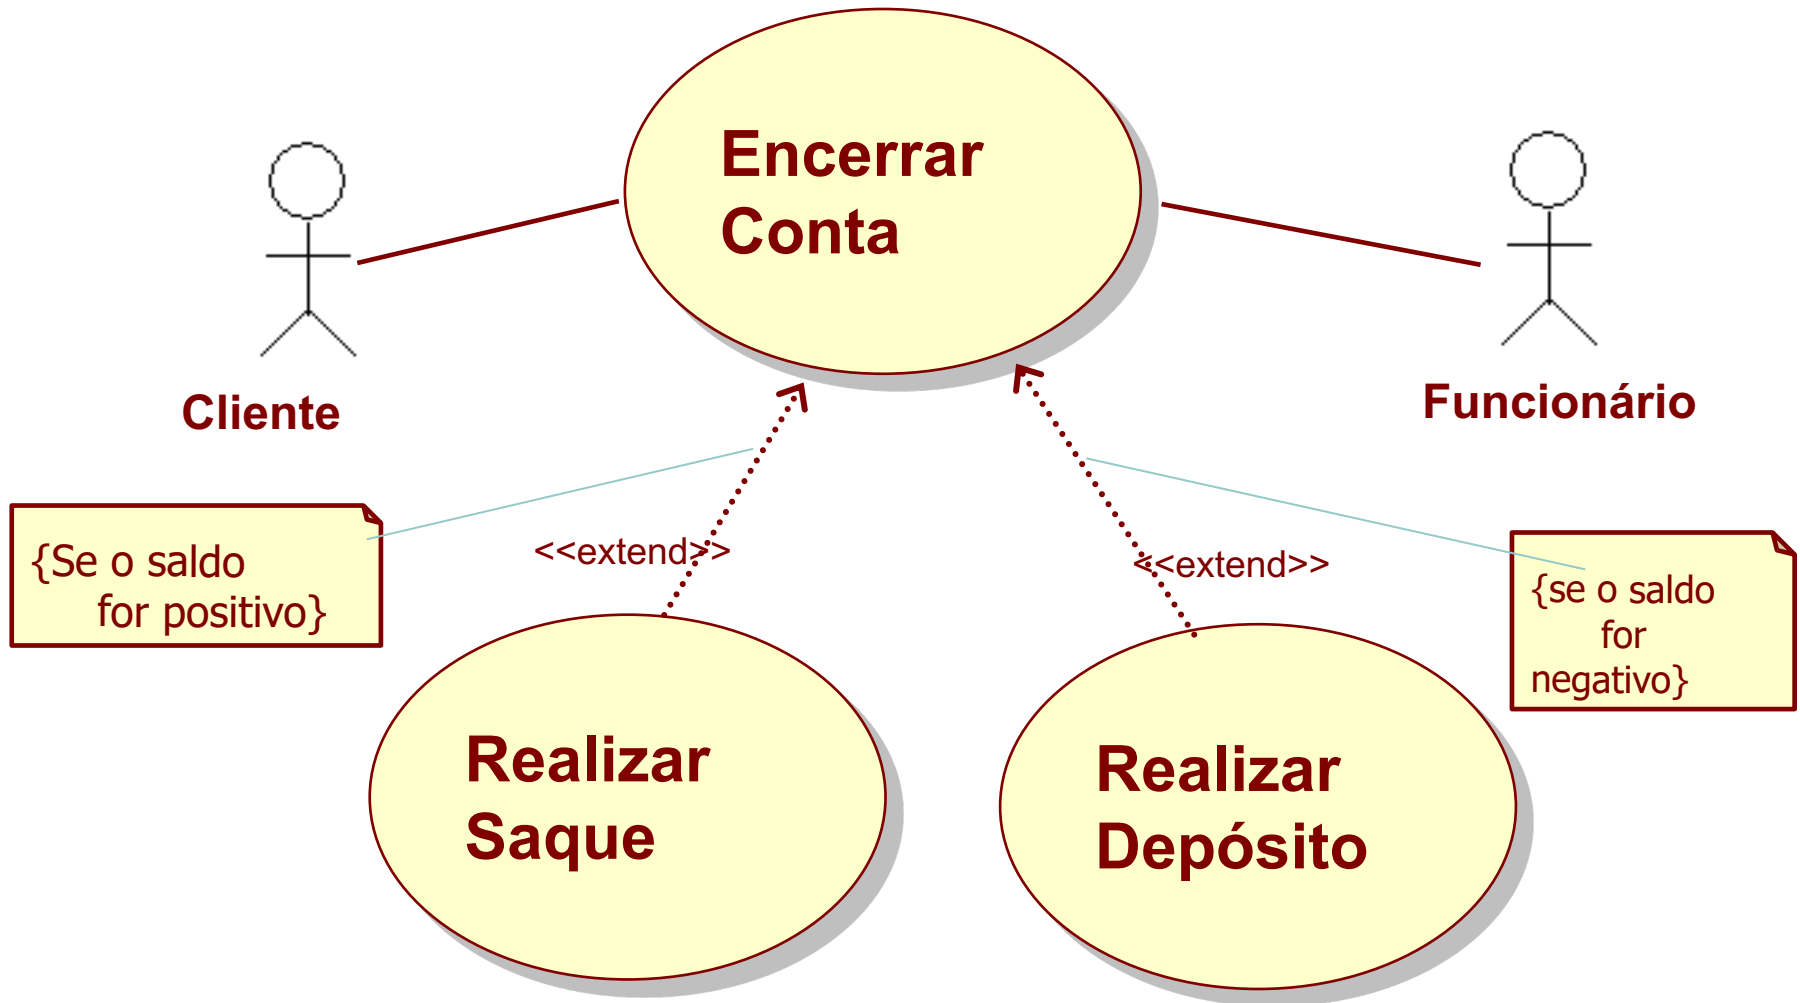 Encerrar
Conta
Cliente
Funcionário
{Se o saldo
for positivo}
<<extend>>
<<extend>>
{se o saldo
for
negativo}
Realizar
Saque
Realizar
Depósito